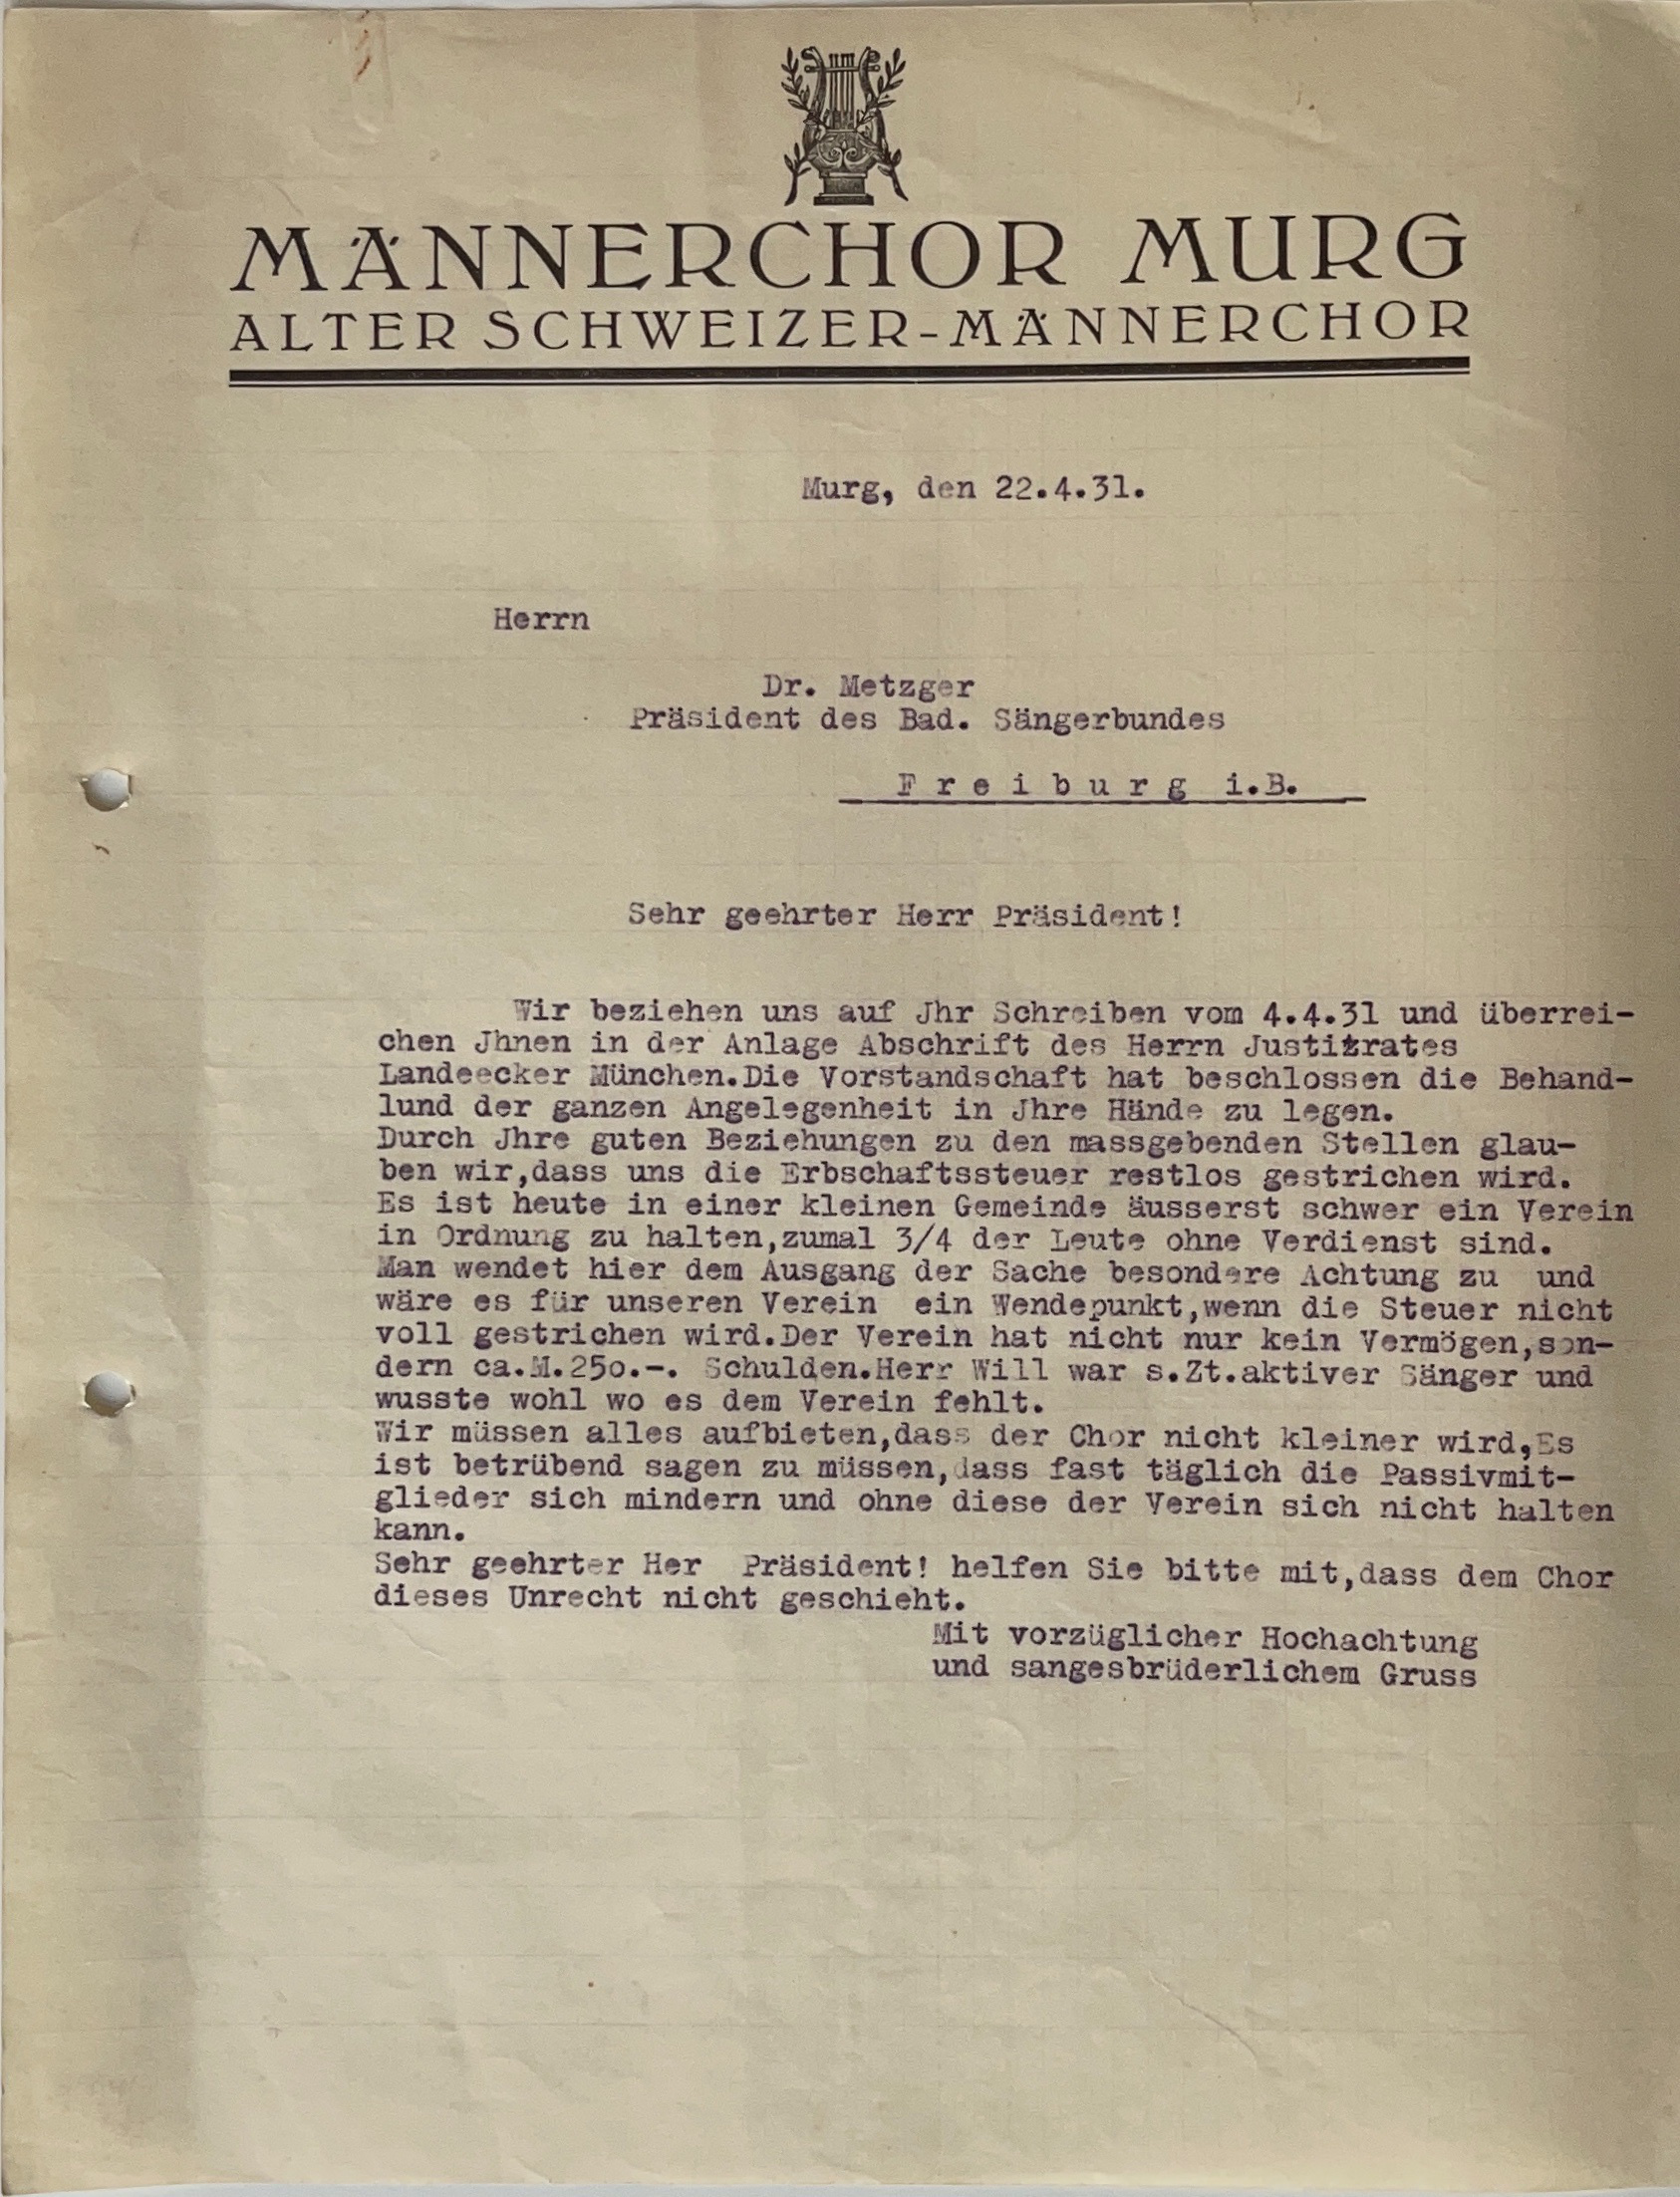 MÄNNERCHOR MURG
ALTER SCHWEIZER-MÄNNERCHOR
Murg, den 22.4.31.
Herrn
Dr. Metzger
Präsident des Bad. Sängerbundes
F r e i b u r g i.B.
Sehr geehrter Herr Präsident!
Wir beziehen uns auf Jhr Schreiben vom 4.4.31 und überrei-
chen Jhnen in der Anlage Abschrift des Herrn Justizrates
Landeecker München.Die Vorstandschaft hat beschlossen die Behand-
lund der ganzen Angelegenheit in Jhre Hände zu legen.
Durch Jhre guten Beziehungen zu den massgebenden Stellen glau-
ben wir,dass uns die Erbschaftssteuer restlos gestrichen wird.
Es ist heute in einer kleinen Gemeinde äusserst schwer ein Verein
in Ordnung zu halten,zumal 3/4 der Leute ohne Verdienst sind.
Man wendet hier dem Ausgang der Sache besondere Achtung zu und
wäre es für unseren Verein ein Wendepunkt,wenn die Steuer nicht
voll gestrichen wird.Der Verein hat nicht nur kein Vermögen,son-
dern ca.M.25o.-. Schulden.Herr Will war s.Zt.aktiver Sänger und
wusste wohl wo es dem Verein fehlt.
Wir müssen alles aufbieten,dass der Chor nicht kleiner wird,Es
ist betrübend sagen zu müssen,dass fast täglich die Passivmit-
glieder sich mindern und ohne diese der Verein sich nicht halten
kann.
Sehr geehrter Her Präsident! helfen Sie bitte mit,dass dem Chor
dieses Unrecht nicht geschieht.
Mit vorzüglicher Hochachtung
und sangesbrüderlichem Gruss